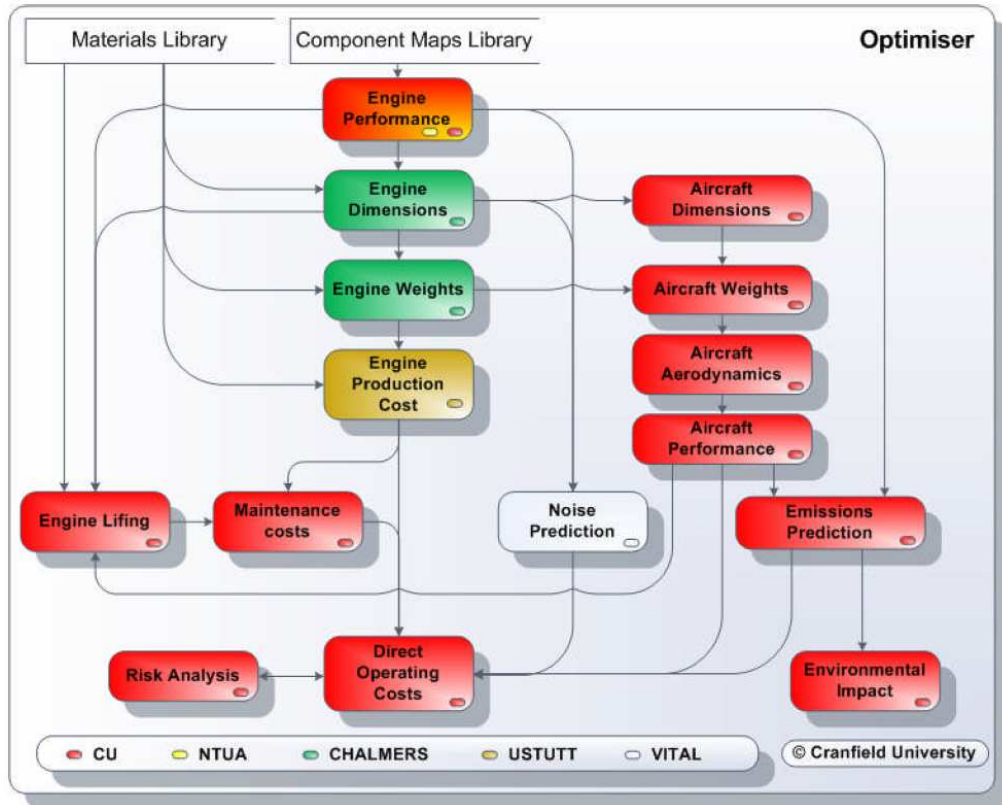 Materials Library
Component Maps Library
Optimiser
Engine
Performance
Engine
Dimensions
Aircraft
Dimensions
Engine Weights
Aircraft Weights
Engine
Production
Cost
Aircraft
Aerodynamics
Aircraft
Performance
Engine Lifing
Maintenance
costs
Noise
Prediction
Emissions
Prediction
Risk Analysis
Direct
Operating
Costs
Environmental
Impact
CU
NTUA
CHALMERS
USTUTT
VITAL
© Cranfield University